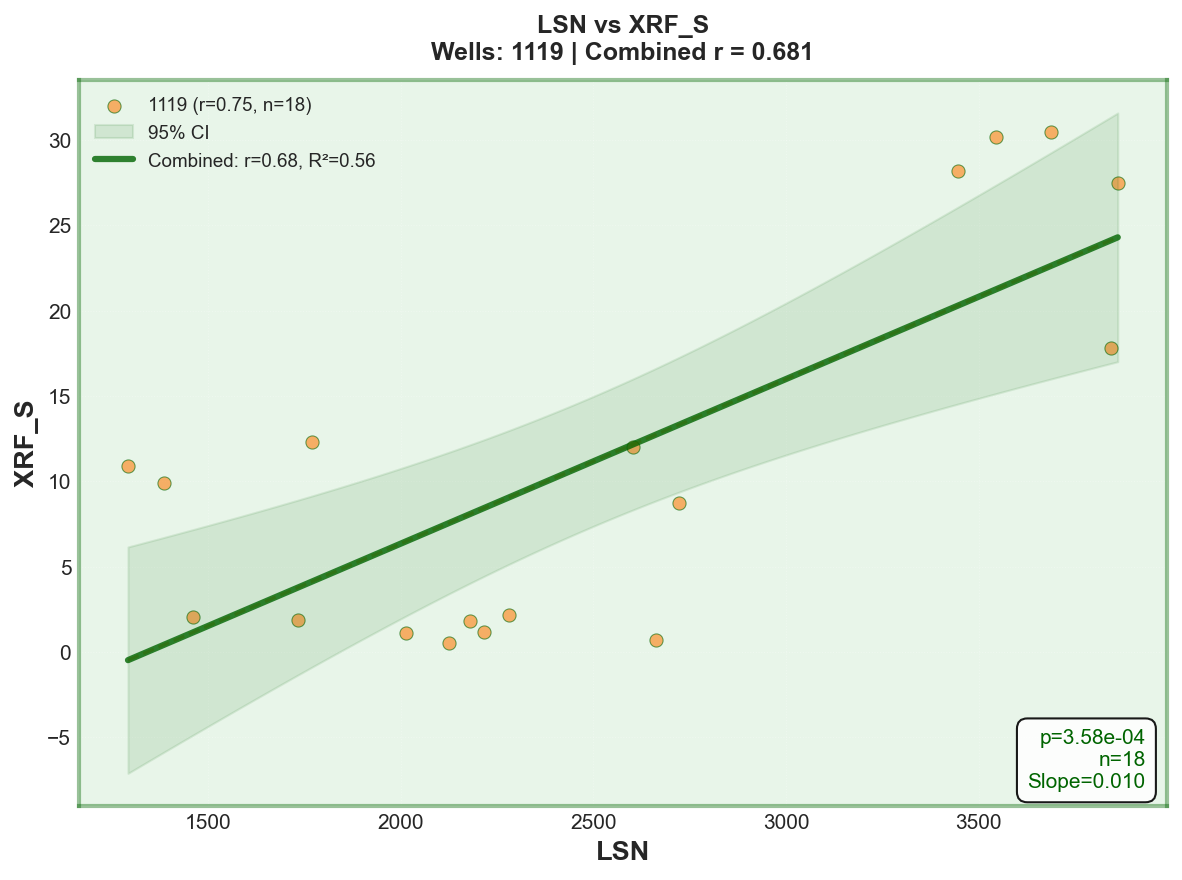 LSN vs XRF_S
Wells: 1119 | Combined r = 0.681
1119 (r=0.75, n=18)
95% CI
Combined: r=0.68, R²=0.56
30
25
20
15
10
5
0
−5
XRF_S
p=3.58e-04
n=18
Slope=0.010
1500 2000 2500 3000 3500
LSN